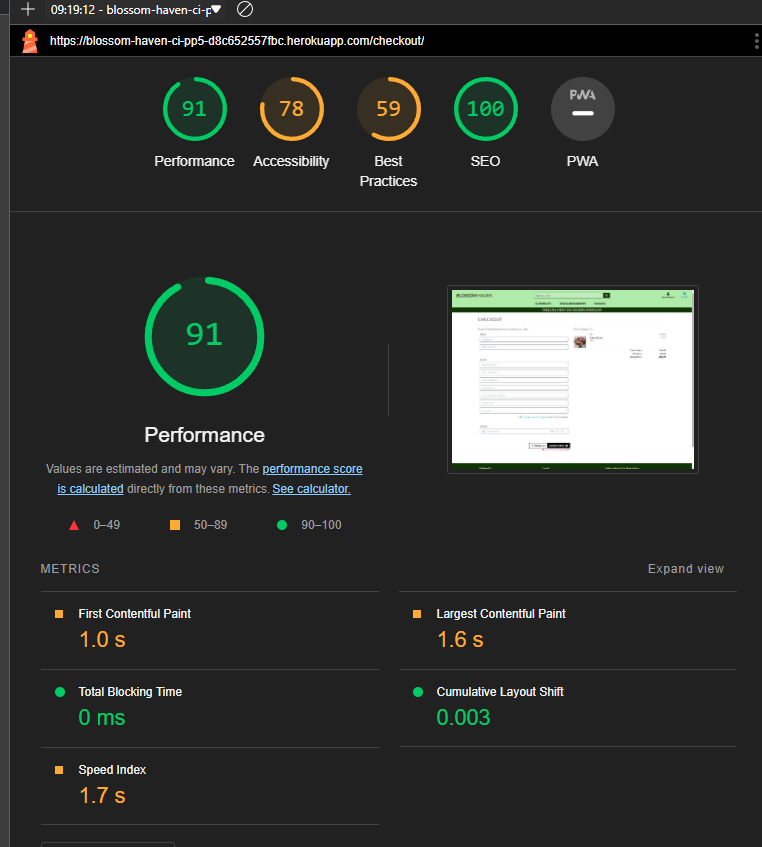 09:19:12 - blossom-haven-ci-p
https://blossom-haven-ci-pp5-d8c652557fbc.herokuapp.com/checkout/
91
78
59
100
PWA
Performance
Accessibility
Best
Practices
SEO
PWA
91
Performance
Values are estimated and may vary. The performance score
is calculated directly from these metrics. See calculator.
0–49
50–89
90–100
BLOSSOM HAVEN
CHECKOUT
METRICS
Expand view
First Contentful Paint
1.0 s
Largest Contentful Paint
1.6 s
Total Blocking Time
0 ms
Cumulative Layout Shift
0.003
Speed Index
1.7 s